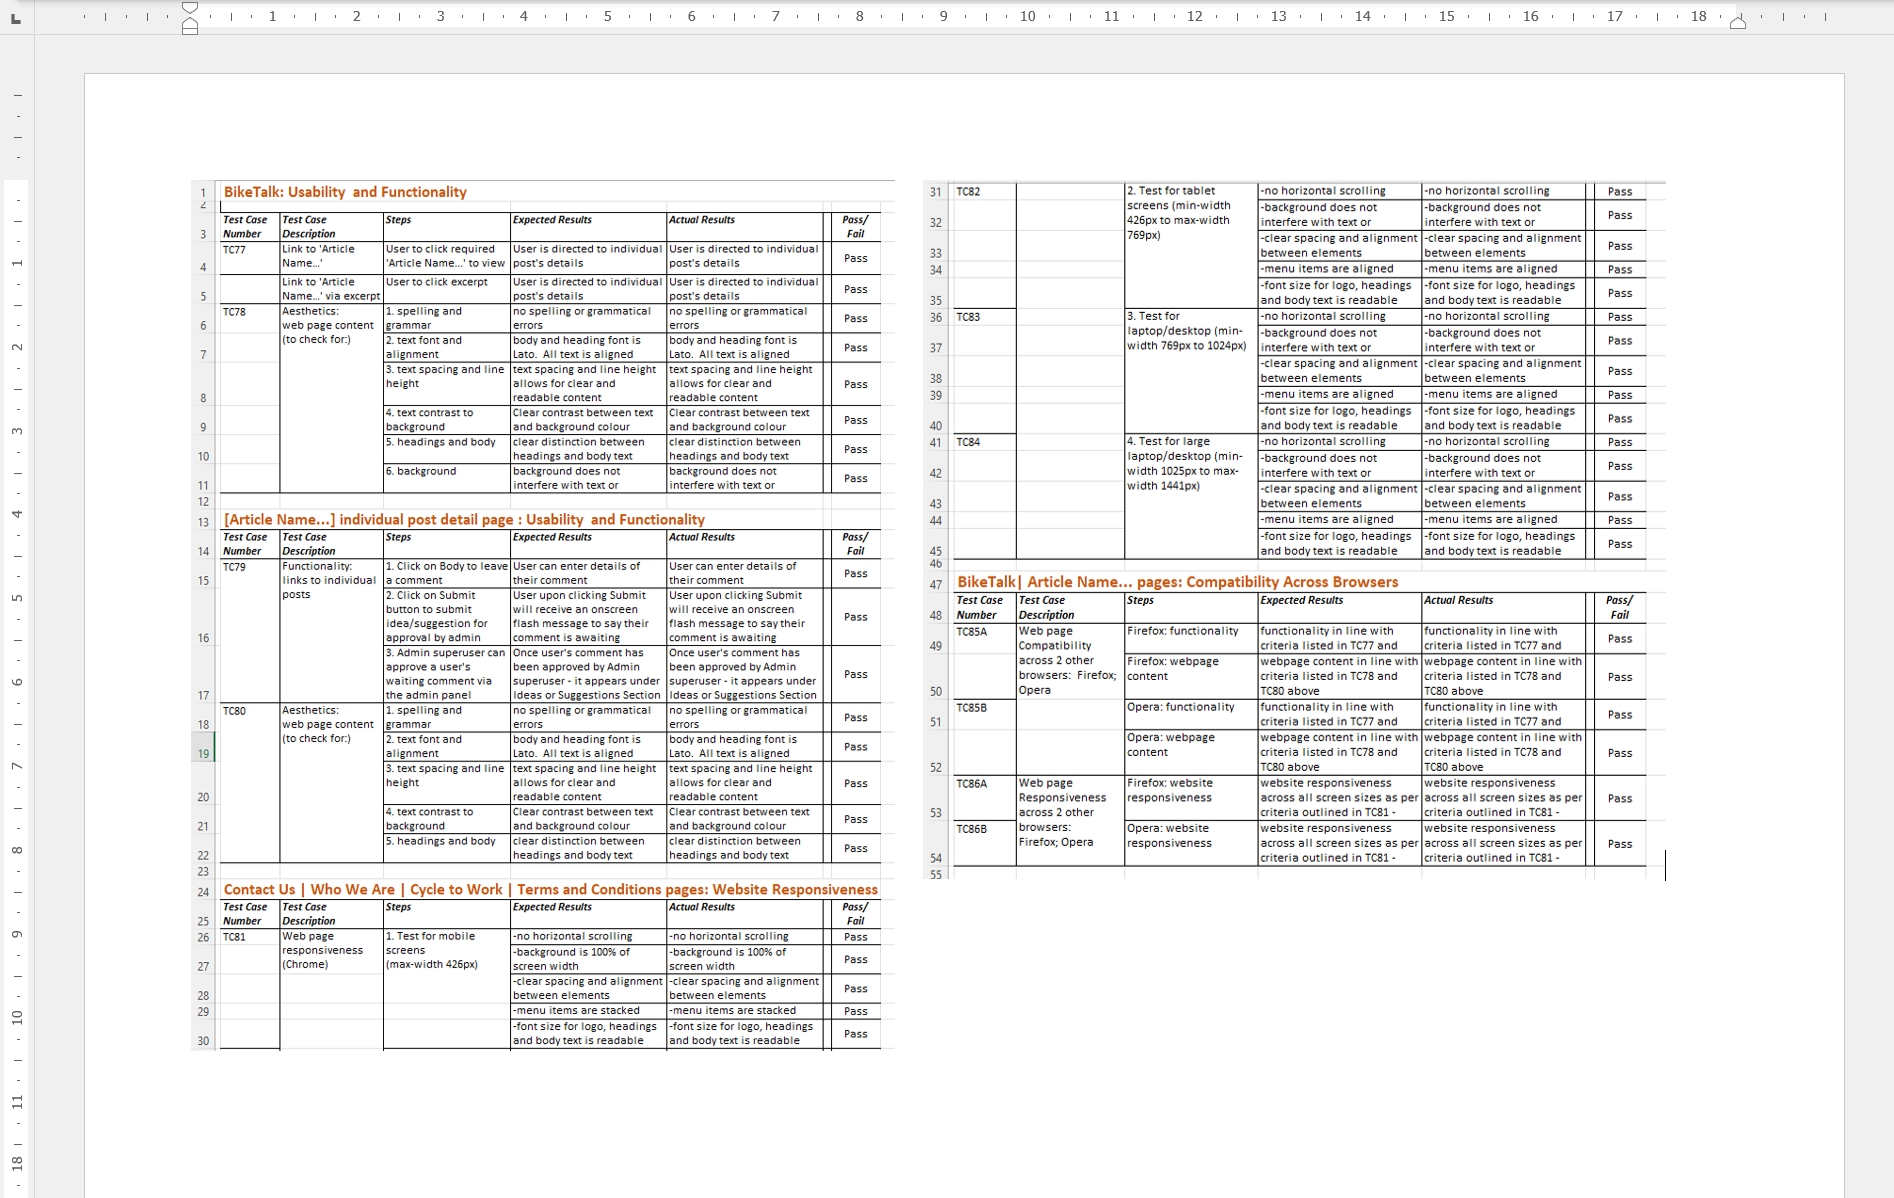 1 2 3 4 5 6 7 8 9 10 11 12 13 14 15 16 17 18
BikeTalk: Usability and Functionality
Test Case Number | Test Case Description | Steps | Expected Results | Actual Results | Pass/ Fail
TC77 | Link to 'Article Name...' | User to click required 'Article Name...' to view | User is directed to individual post's details | User is directed to individual post's details | Pass
Link to 'Article Name...' via excerpt | User to click excerpt | User is directed to individual post's details | User is directed to individual post's details | Pass
TC78 | Aesthetics: web page content (to check for:) | 1. spelling and grammar | no spelling or grammatical errors | no spelling or grammatical errors | Pass
2. text font and alignment | body and heading font is Lato. All text is aligned | body and heading font is Lato. All text is aligned | Pass
3. text spacing and line height | text spacing and line height allows for clear and readable content | text spacing and line height allows for clear and readable content | Pass
4. text contrast to background | Clear contrast between text and background colour | Clear contrast between text and background colour | Pass
5. headings and body | clear distinction between headings and body text | clear distinction between headings and body text | Pass
6. background | background does not interfere with text or | background does not interfere with text or | Pass
[Article Name...] individual post detail page : Usability and Functionality
Test Case Number | Test Case Description | Steps | Expected Results | Actual Results | Pass/ Fail
TC79 | Functionality: links to individual posts | 1. Click on Body to leave a comment | User can enter details of their comment | User can enter details of their comment | Pass
2. Click on Submit button to submit idea/suggestion for approval by admin | User upon clicking Submit will receive an onscreen flash message to say their comment is awaiting | User upon clicking Submit will receive an onscreen flash message to say their comment is awaiting | Pass
3. Admin superuser can approve a user's waiting comment via the admin panel | Once user's comment has been approved by Admin superuser - it appears under Ideas or Suggestions Section | Once user's comment has been approved by Admin superuser - it appears under Ideas or Suggestions Section | Pass
TC80 | Aesthetics: web page content (to check for:) | 1. spelling and grammar | no spelling or grammatical errors | no spelling or grammatical errors | Pass
2. text font and alignment | body and heading font is Lato. All text is aligned | body and heading font is Lato. All text is aligned | Pass
3. text spacing and line height | text spacing and line height allows for clear and readable content | text spacing and line height allows for clear and readable content | Pass
4. text contrast to background | Clear contrast between text and background colour | Clear contrast between text and background colour | Pass
5. headings and body | clear distinction between headings and body text | clear distinction between headings and body text | Pass
Contact Us | Who We Are | Cycle to Work | Terms and Conditions pages: Website Responsiveness
Test Case Number | Test Case Description | Steps | Expected Results | Actual Results | Pass/ Fail
TC81 | Web page responsiveness (Chrome) | 1. Test for mobile screens (max-width 426px) | -no horizontal scrolling | -no horizontal scrolling | Pass
-background is 100% of screen width | -background is 100% of screen width | Pass
-clear spacing and alignment between elements | -clear spacing and alignment between elements | Pass
-menu items are stacked | -menu items are stacked | Pass
-font size for logo, headings and body text is readable | -font size for logo, headings and body text is readable | Pass
TC82 | 2. Test for tablet screens (min-width 426px to max-width 769px) | -no horizontal scrolling | -no horizontal scrolling | Pass
-background does not interfere with text or | -background does not interfere with text or | Pass
-clear spacing and alignment between elements | -clear spacing and alignment between elements | Pass
-menu items are aligned | -menu items are aligned | Pass
-font size for logo, headings and body text is readable | -font size for logo, headings and body text is readable | Pass
TC83 | 3. Test for laptop/desktop (min-width 769px to 1024px) | -no horizontal scrolling | -no horizontal scrolling | Pass
-background does not interfere with text or | -background does not interfere with text or | Pass
-clear spacing and alignment between elements | -clear spacing and alignment between elements | Pass
-menu items are aligned | -menu items are aligned | Pass
-font size for logo, headings and body text is readable | -font size for logo, headings and body text is readable | Pass
TC84 | 4. Test for large laptop/desktop (min-width 1025px to max-width 1441px) | -no horizontal scrolling | -no horizontal scrolling | Pass
-background does not interfere with text or | -background does not interfere with text or | Pass
-clear spacing and alignment between elements | -clear spacing and alignment between elements | Pass
-menu items are aligned | -menu items are aligned | Pass
-font size for logo, headings and body text is readable | -font size for logo, headings and body text is readable | Pass
BikeTalk| Article Name... pages: Compatibility Across Browsers
Test Case Number | Test Case Description | Steps | Expected Results | Actual Results | Pass/ Fail
TC85A | Web page Compatibility across 2 other browsers: Firefox; Opera | Firefox: functionality | functionality in line with criteria listed in TC77 and | functionality in line with criteria listed in TC77 and | Pass
Firefox: webpage content | webpage content in line with criteria listed in TC78 and TC80 above | webpage content in line with criteria listed in TC78 and TC80 above | Pass
TC85B | Opera: functionality | functionality in line with criteria listed in TC77 and | functionality in line with criteria listed in TC77 and | Pass
Opera: webpage content | webpage content in line with criteria listed in TC78 and TC80 above | webpage content in line with criteria listed in TC78 and TC80 above | Pass
TC86A | Web page Responsiveness across 2 other browsers: Firefox; Opera | Firefox: website responsiveness | website responsiveness across all screen sizes as per criteria outlined in TC81 - | website responsiveness across all screen sizes as per criteria outlined in TC81 - | Pass
TC86B | Opera: website responsiveness | website responsiveness across all screen sizes as per criteria outlined in TC81 - | website responsiveness across all screen sizes as per criteria outlined in TC81 - | Pass